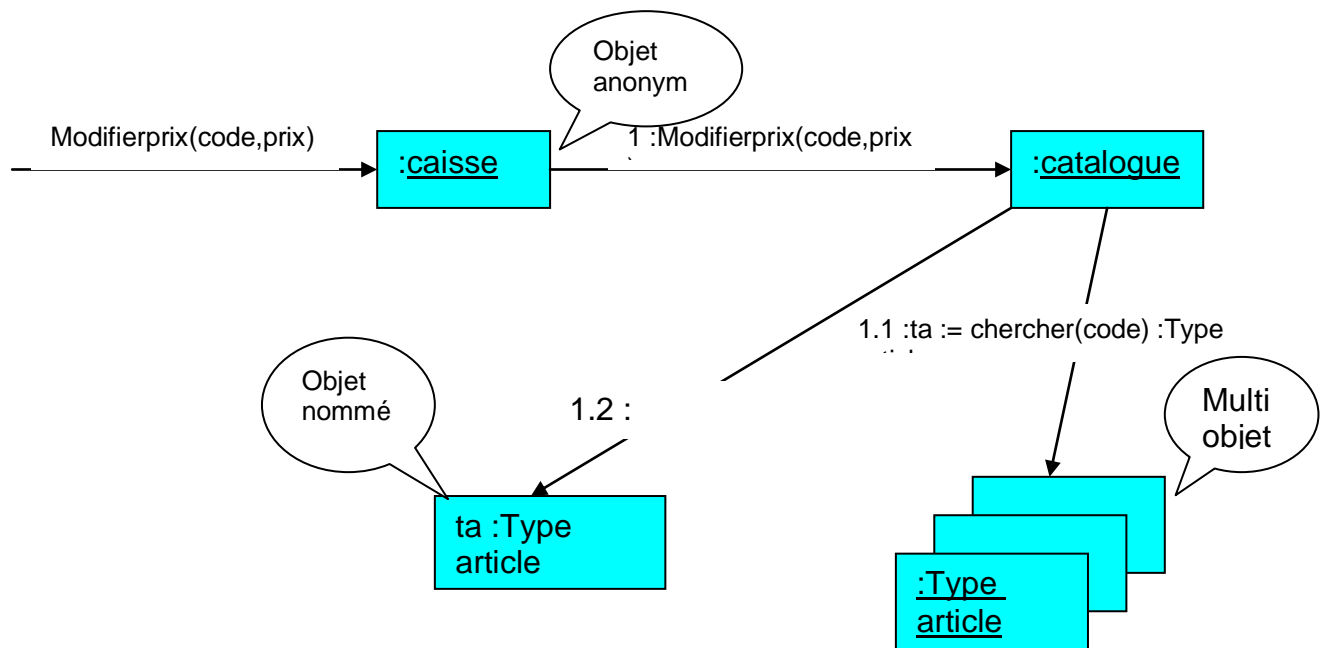 Objet
anonym
Modifierprix(code,prix)
1 :Modifierprix(code,prix
:caisse
:catalogue
1.1 :ta := chercher(code) :Type
Objet
nommé
1.2 :
Multi
objet
ta :Type
article
:Type
article